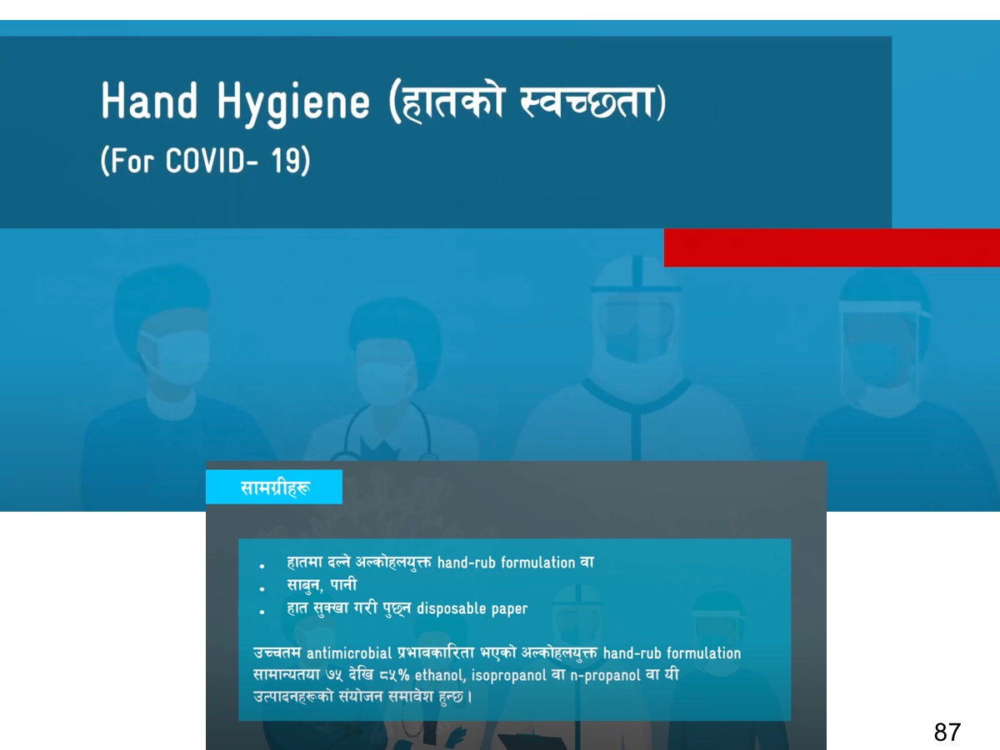 Hand Hygiene (हातको स्वच्छता)
(For COVID- 19)
सामग्रीहरू
• हातमा दल्ने अल्कोहलयुक्त hand-rub formulation वा
• साबुन, पानी
• हात सुक्खा गरी पुछ्न disposable paper
उच्चतम antimicrobial प्रभावकारिता भएको अल्कोहलयुक्त hand-rub formulation
सामान्यतया ७५ देखि ८५% ethanol, isopropanol वा n-propanol वा यी
उत्पादनहरूको संयोजन समावेश हुन्छ।
87